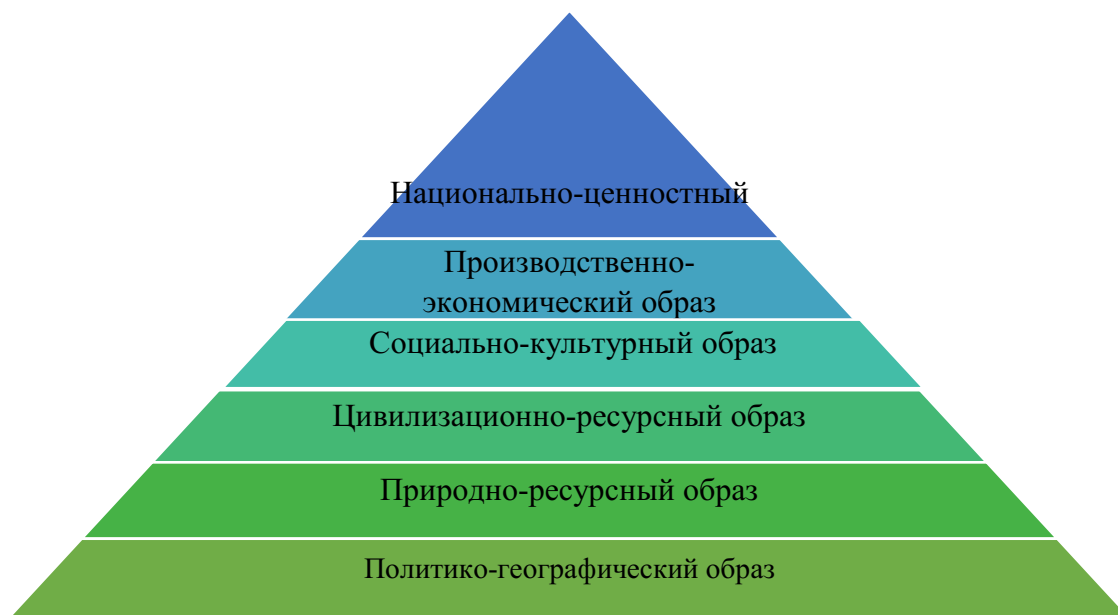 Национально-ценностный
Производственно-
экономический образ
Социально-культурный образ
Цивилизационно-ресурсный образ
Природно-ресурсный образ
Политико-географический образ